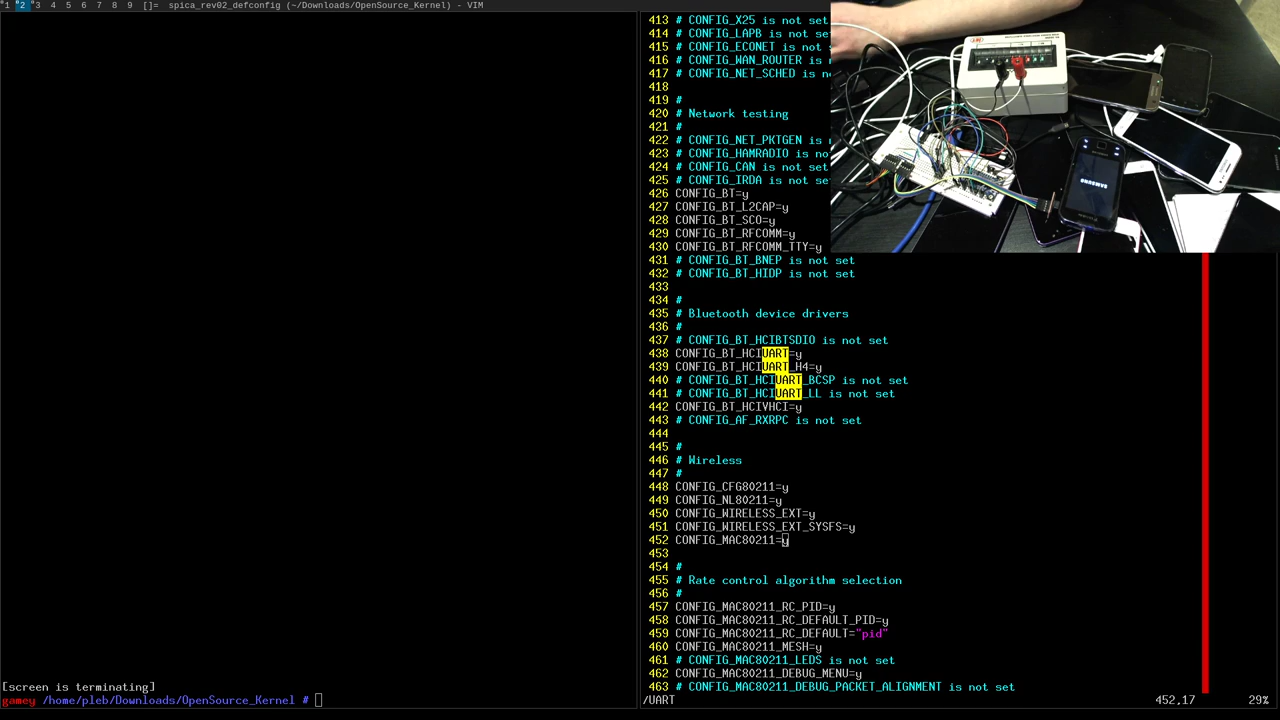 1 2 3 4 5 6 7 8 9 []= spica_rev02_defconfig (~/Downloads/OpenSource_Kernel) - VIM
[screen is terminating]
gamey /home/pleb/Downloads/OpenSource_Kernel #
413 # CONFIG_X25 is not set
414 # CONFIG_LAPB is not se
415 # CONFIG_ECONET is not
416 # CONFIG_WAN_ROUTER is
417 # CONFIG_NET_SCHED is
418
419 #
420 # Network testing
421 #
422 # CONFIG_NET_PKTGEN is
423 # CONFIG_HAMRADIO is no
424 # CONFIG_CAN is not set
425 # CONFIG_IRDA is not se
426 CONFIG_BT=y
427 CONFIG_BT_L2CAP=y
428 CONFIG_BT_SCO=y
429 CONFIG_BT_RFCOMM=y
430 CONFIG_BT_RFCOMM_TTY=y
431 # CONFIG_BT_BNEP is not set
432 # CONFIG_BT_HIDP is not set
433
434 #
435 # Bluetooth device drivers
436 #
437 # CONFIG_BT_HCIBTSDIO is not set
438 CONFIG_BT_HCIUART=y
439 CONFIG_BT_HCIUART_H4=y
440 # CONFIG_BT_HCIUART_BCSP is not set
441 # CONFIG_BT_HCIUART_LL is not set
442 CONFIG_BT_HCIVHCI=y
443 # CONFIG_AF_RXRPC is not set
444
445 #
446 # Wireless
447 #
448 CONFIG_CFG80211=y
449 CONFIG_NL80211=y
450 CONFIG_WIRELESS_EXT=y
451 CONFIG_WIRELESS_EXT_SYSFS=y
452 CONFIG_MAC80211=y
453
454 #
455 # Rate control algorithm selection
456 #
457 CONFIG_MAC80211_RC_PID=y
458 CONFIG_MAC80211_RC_DEFAULT_PID=y
459 CONFIG_MAC80211_RC_DEFAULT="pid"
460 CONFIG_MAC80211_MESH=y
461 # CONFIG_MAC80211_LEDS is not set
462 CONFIG_MAC80211_DEBUG_MENU=y
463 # CONFIG_MAC80211_DEBUG_PACKET_ALIGNMENT is not set
/UART 452,17 29%
SAMSUNG